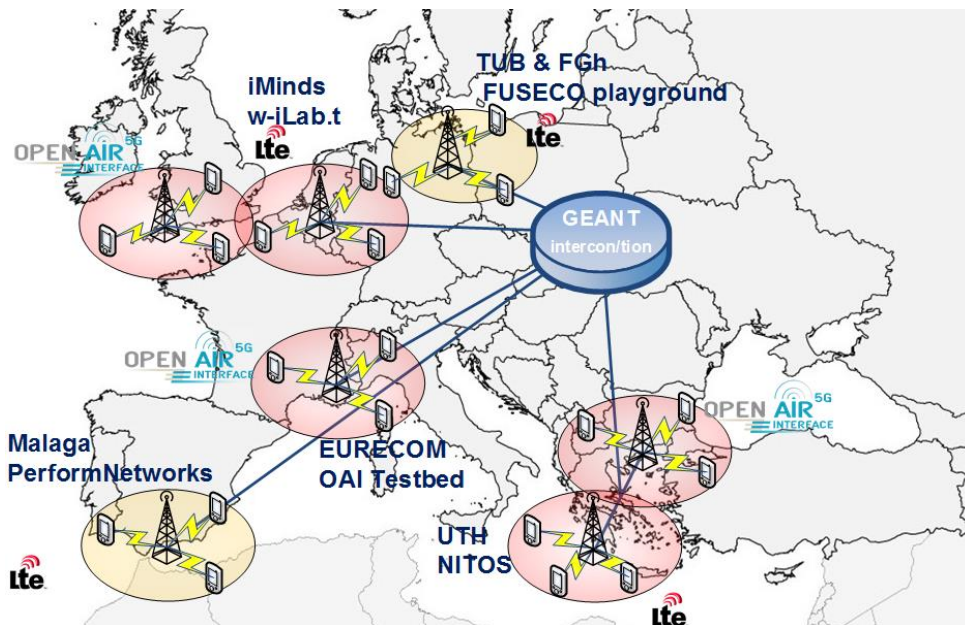 TUB & FGh
FUSECO playground
iMinds
w-iLab.t
Lte
Lte
OPEN AIR 5G
INTERFACE
GEANT
intercon/tion
OPEN AIR 5G
INTERFACE
OPEN AIR 5G
INTERFACE
Malaga
PerformNetworks
EURECOM
OAI Testbed
UTH
NITOS
Lte
Lte